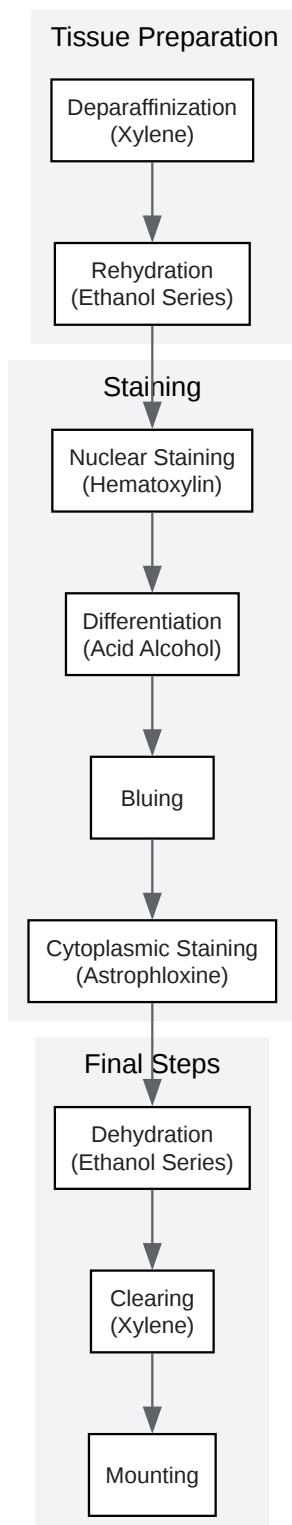 Tissue Preparation
Deparaffinization
(Xylene)
Rehydration
(Ethanol Series)
Staining
Nuclear Staining
(Hematoxylin)
Differentiation
(Acid Alcohol)
Bluing
Cytoplasmic Staining
(Astrophloxine)
Final Steps
Dehydration
(Ethanol Series)
Clearing
(Xylene)
Mounting